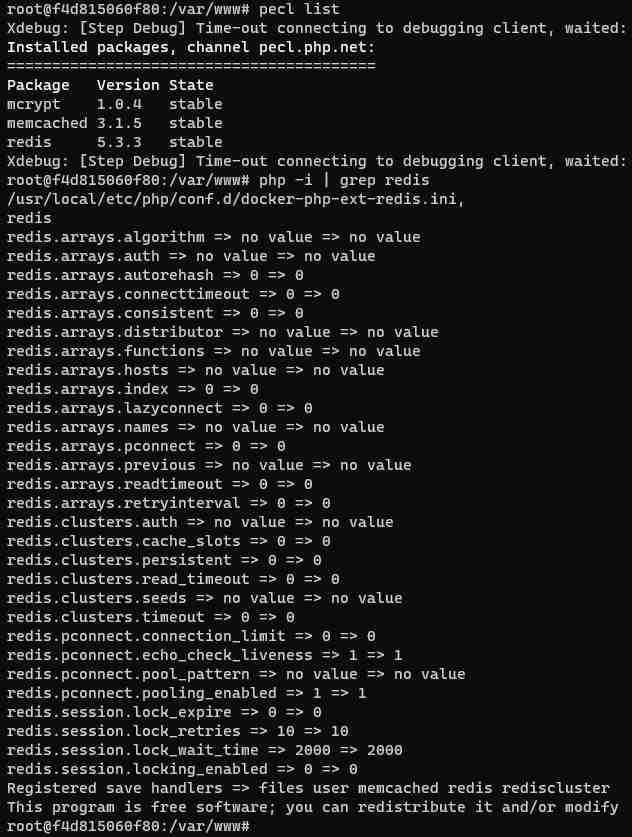 root@f4d815060f80:/var/www# pecl list
Xdebug: [Step Debug] Time-out connecting to debugging client, waited:
Installed packages, channel pecl.php.net:
=========================================
Package   Version State
mcrypt    1.0.4   stable
memcached 3.1.5   stable
redis     5.3.3   stable
Xdebug: [Step Debug] Time-out connecting to debugging client, waited:
root@f4d815060f80:/var/www# php -i | grep redis
/usr/local/etc/php/conf.d/docker-php-ext-redis.ini,
redis
redis.arrays.algorithm => no value => no value
redis.arrays.auth => no value => no value
redis.arrays.autorehash => 0 => 0
redis.arrays.connecttimeout => 0 => 0
redis.arrays.consistent => 0 => 0
redis.arrays.distributor => no value => no value
redis.arrays.functions => no value => no value
redis.arrays.hosts => no value => no value
redis.arrays.index => 0 => 0
redis.arrays.lazyconnect => 0 => 0
redis.arrays.names => no value => no value
redis.arrays.pconnect => 0 => 0
redis.arrays.previous => no value => no value
redis.arrays.readtimeout => 0 => 0
redis.arrays.retryinterval => 0 => 0
redis.clusters.auth => no value => no value
redis.clusters.cache_slots => 0 => 0
redis.clusters.persistent => 0 => 0
redis.clusters.read_timeout => 0 => 0
redis.clusters.seeds => no value => no value
redis.clusters.timeout => 0 => 0
redis.pconnect.connection_limit => 0 => 0
redis.pconnect.echo_check_liveness => 1 => 1
redis.pconnect.pool_pattern => no value => no value
redis.pconnect.pooling_enabled => 1 => 1
redis.session.lock_expire => 0 => 0
redis.session.lock_retries => 10 => 10
redis.session.lock_wait_time => 2000 => 2000
redis.session.locking_enabled => 0 => 0
Registered save handlers => files user memcached redis rediscluster
This program is free software; you can redistribute it and/or modify
root@f4d815060f80:/var/www#